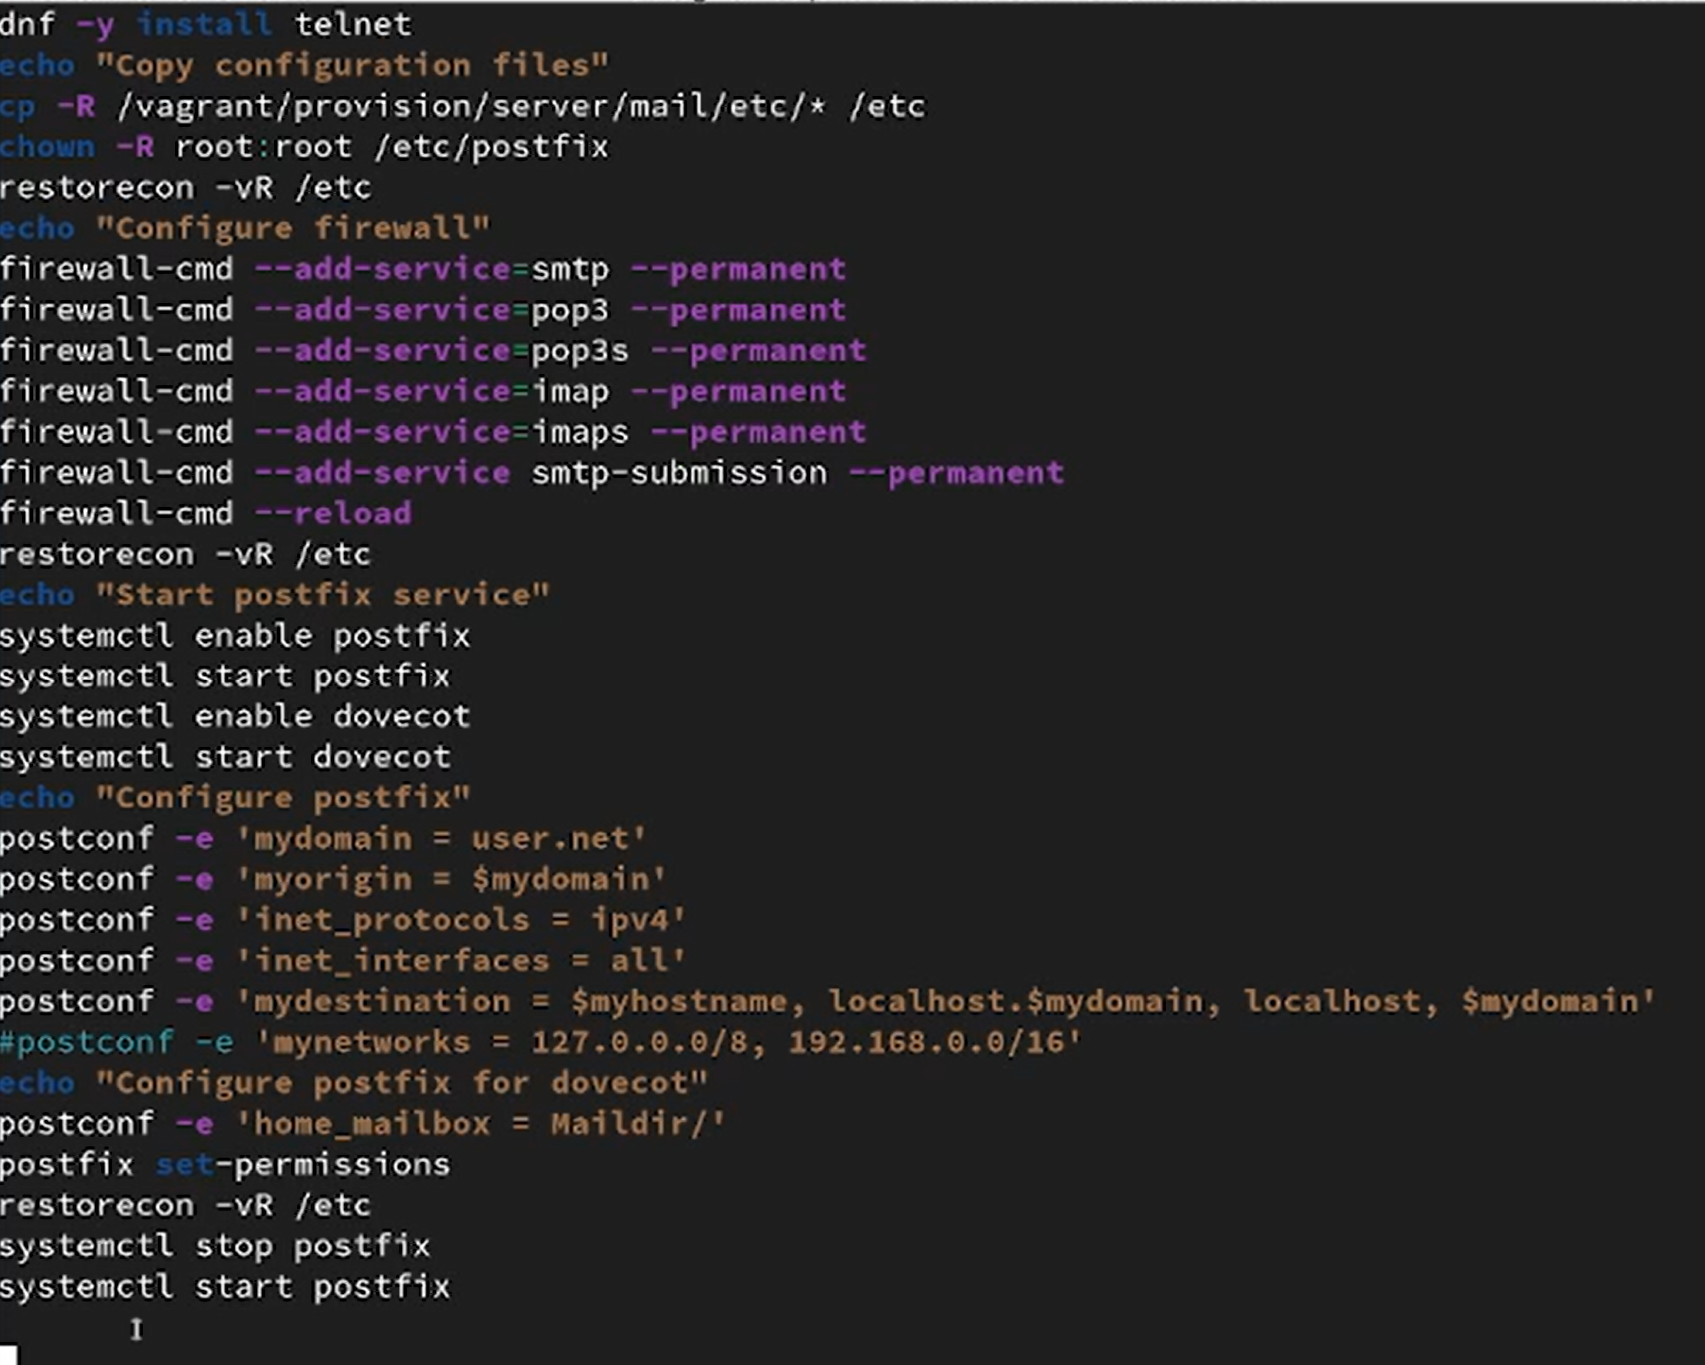 dnf -y install telnet
echo "Copy configuration files"
cp -R /vagrant/provision/server/mail/etc/* /etc
chown -R root:root /etc/postfix
restorecon -vR /etc
echo "Configure firewall"
firewall-cmd --add-service=smtp --permanent
firewall-cmd --add-service=pop3 --permanent
firewall-cmd --add-service=pop3s --permanent
firewall-cmd --add-service=imap --permanent
firewall-cmd --add-service=imaps --permanent
firewall-cmd --add-service smtp-submission --permanent
firewall-cmd --reload
restorecon -vR /etc
echo "Start postfix service"
systemctl enable postfix
systemctl start postfix
systemctl enable dovecot
systemctl start dovecot
echo "Configure postfix"
postconf -e 'mydomain = user.net'
postconf -e 'myorigin = $mydomain'
postconf -e 'inet_protocols = ipv4'
postconf -e 'inet_interfaces = all'
postconf -e 'mydestination = $myhostname, localhost.$mydomain, localhost, $mydomain'
#postconf -e 'mynetworks = 127.0.0.0/8, 192.168.0.0/16'
echo "Configure postfix for dovecot"
postconf -e 'home_mailbox = Maildir/'
postfix set-permissions
restorecon -vR /etc
systemctl stop postfix
systemctl start postfix